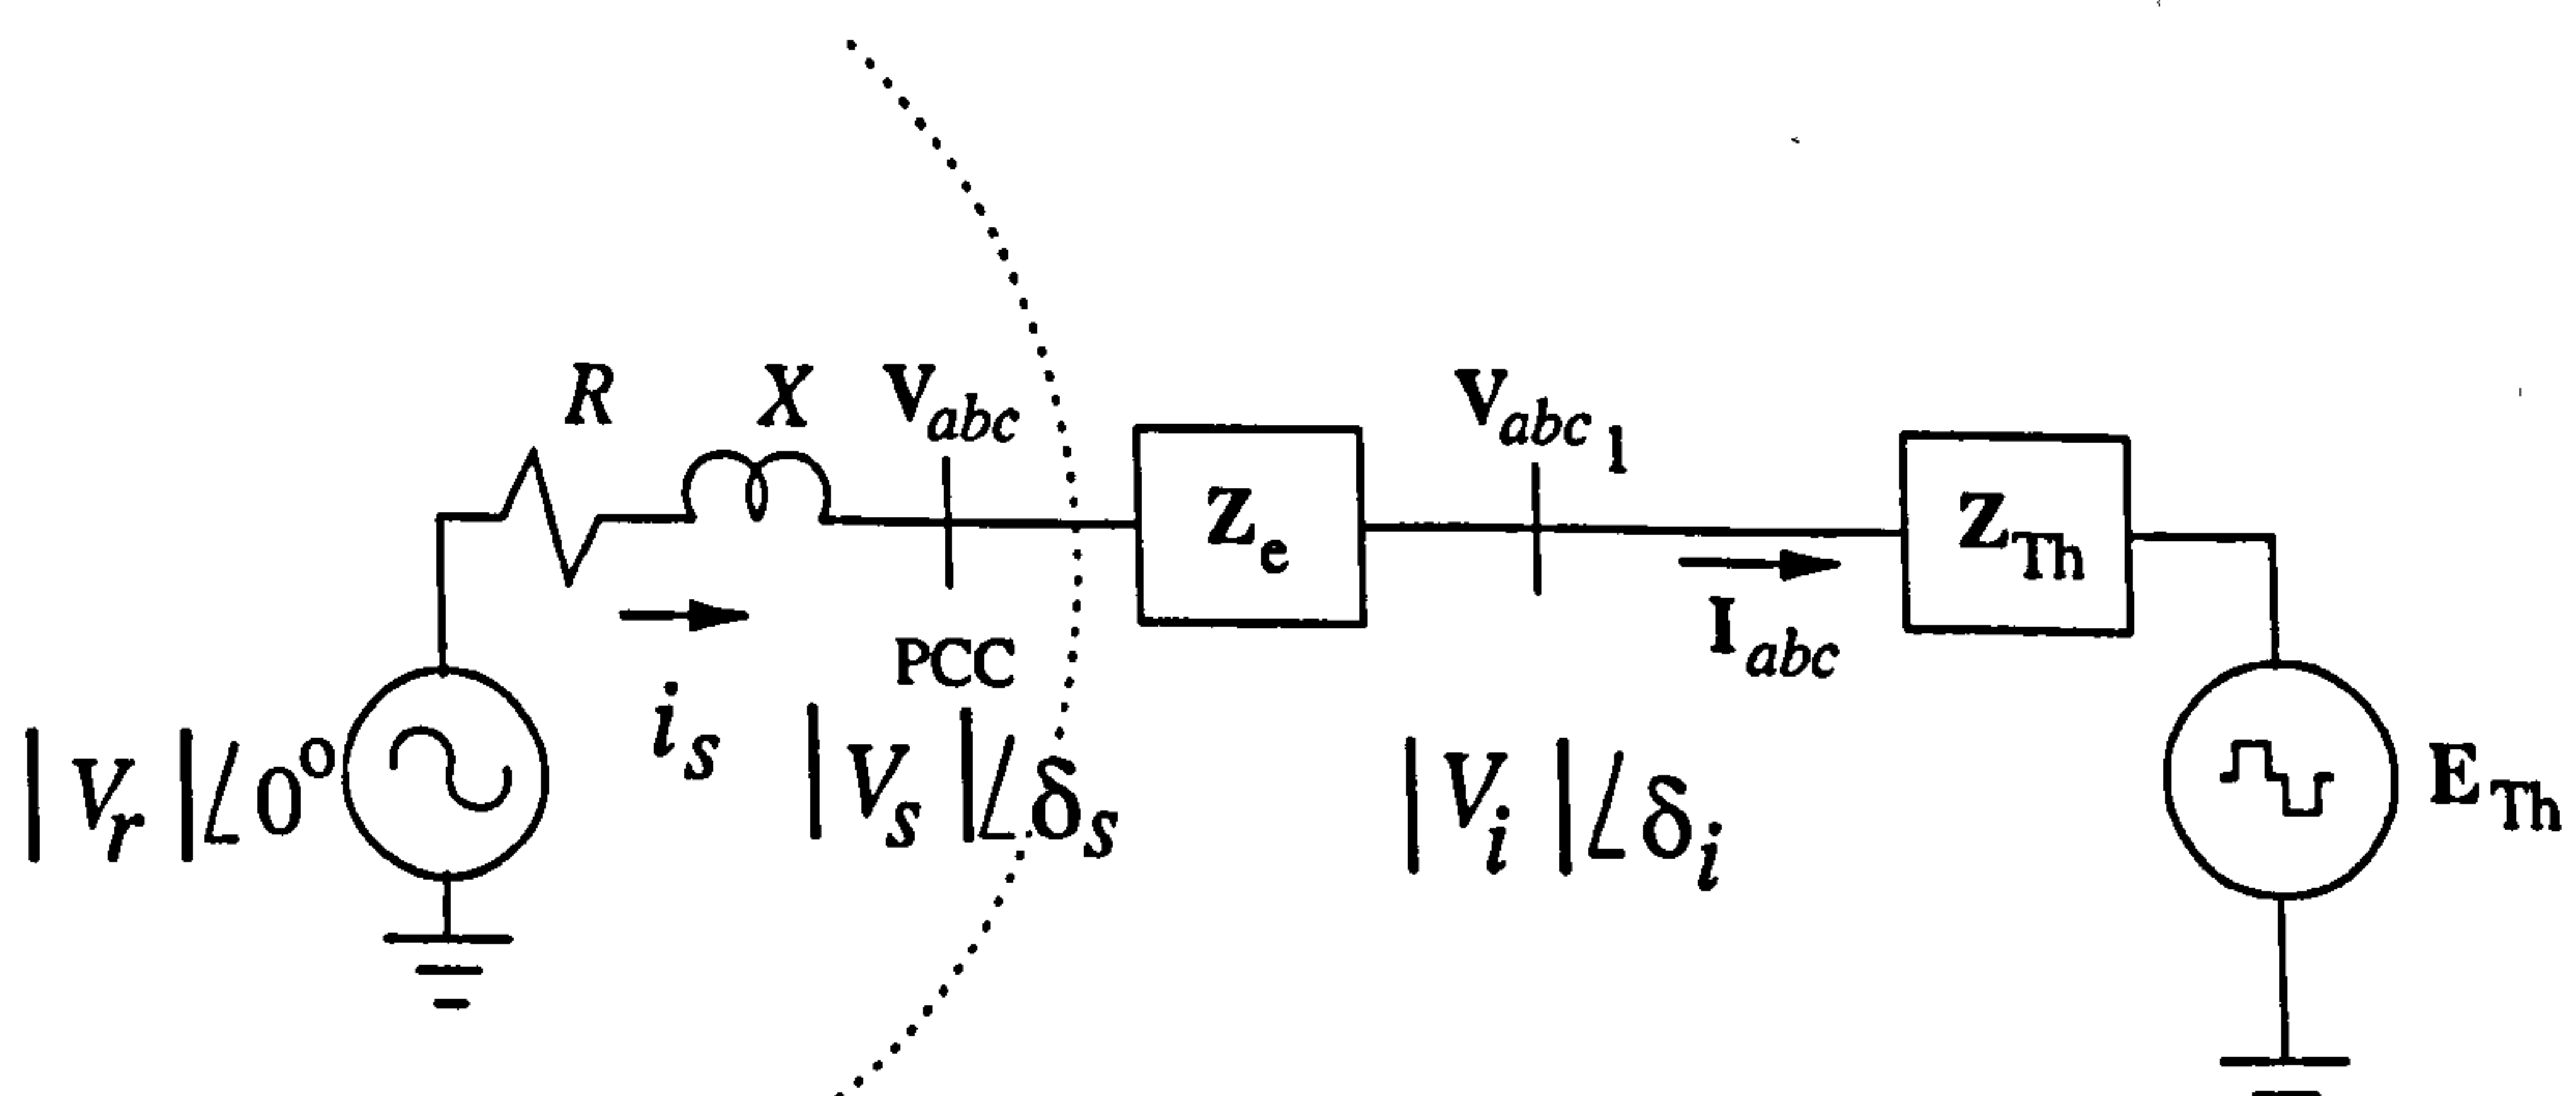 R
X
V_abc
V_abc 1
Z_e
Z_Th
I_abc
PCC
i_s
|V_r|∠0°
|V_s|∠δ_s
|V_i|∠δ_i
E_Th